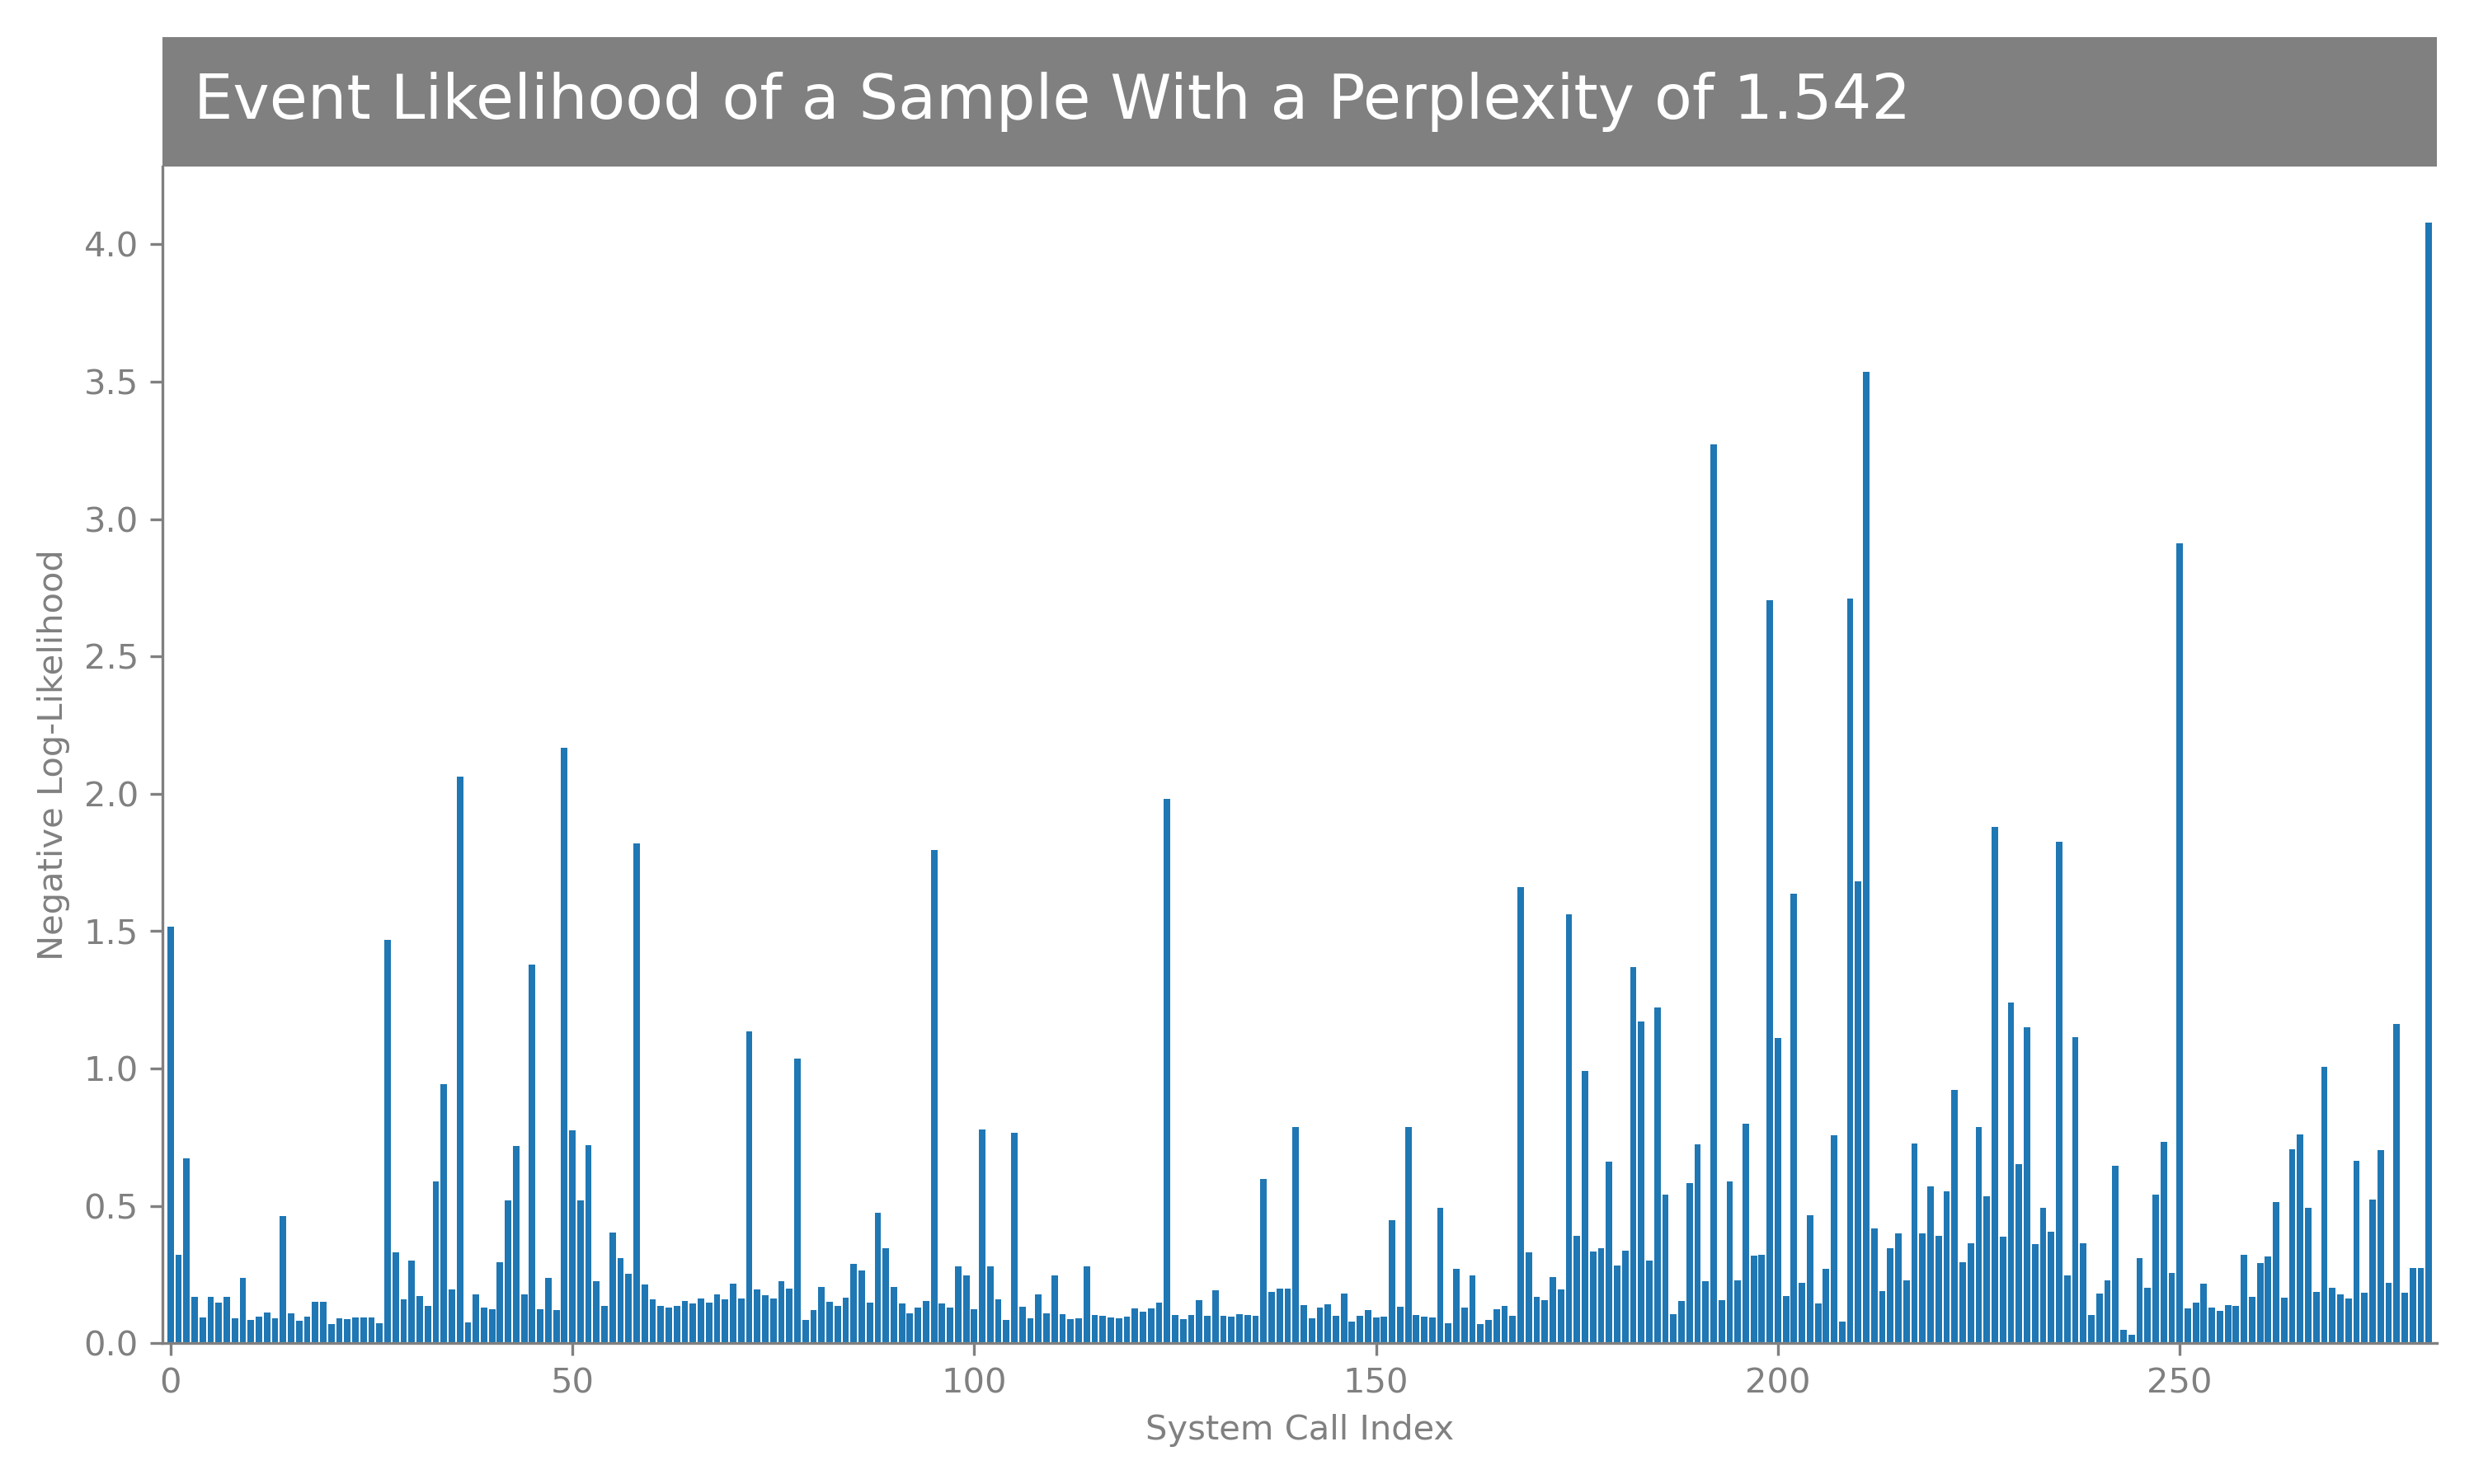 Event Likelihood of a Sample With a Perplexity of 1.542
Negative Log-Likelihood
4.0
3.5
3.0
2.5
2.0
1.5
1.0
0.5
0.0
0 50 100 150 200 250
System Call Index